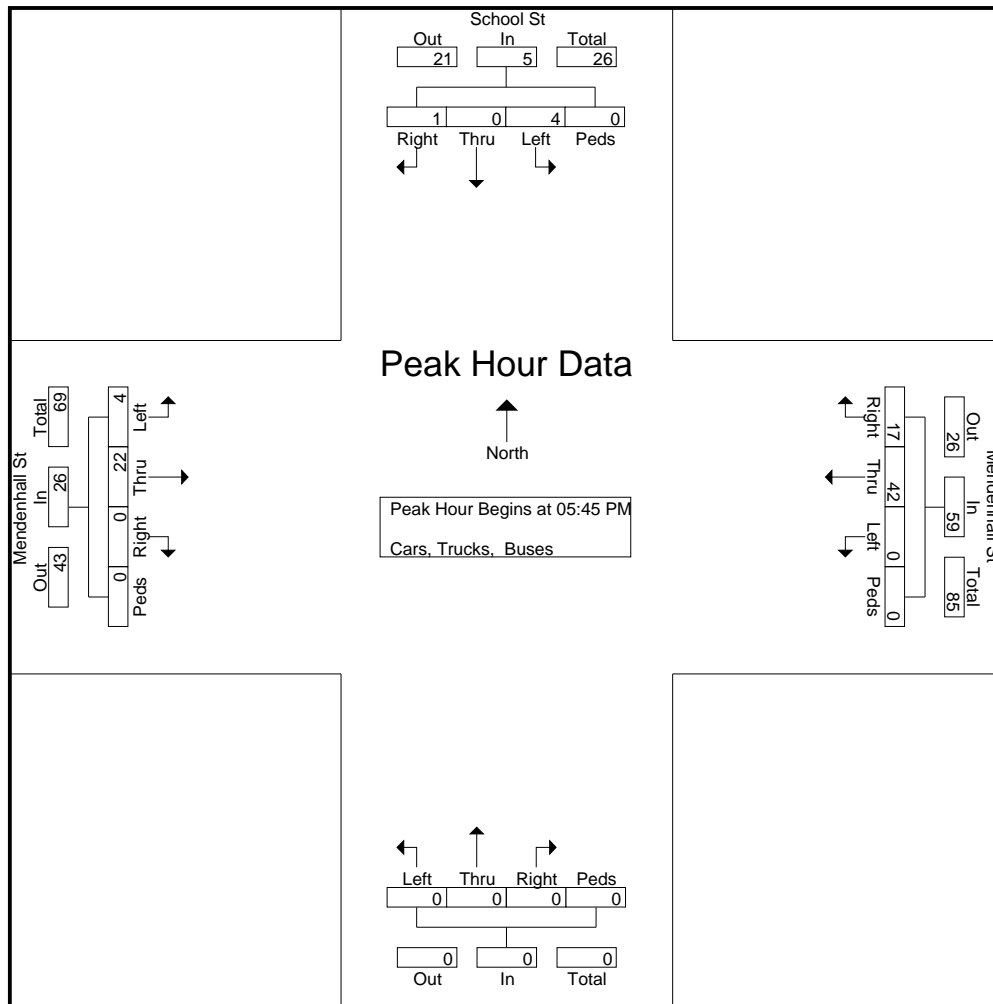 School St
Out In Total
21 5 26
1 0 4 0
Right Thru Left Peds
Peak Hour Data
North
Peak Hour Begins at 05:45 PM
Cars, Trucks, Buses
Mendenhall St
Total In Out
69 26 43
4 22 0 0
Left Thru Right Peds
Right Thru Left Peds
17 42 0 0
Out In Total
26 59 85
Mendenhall St
Left Thru Right Peds
0 0 0 0
0 0 0
Out In Total